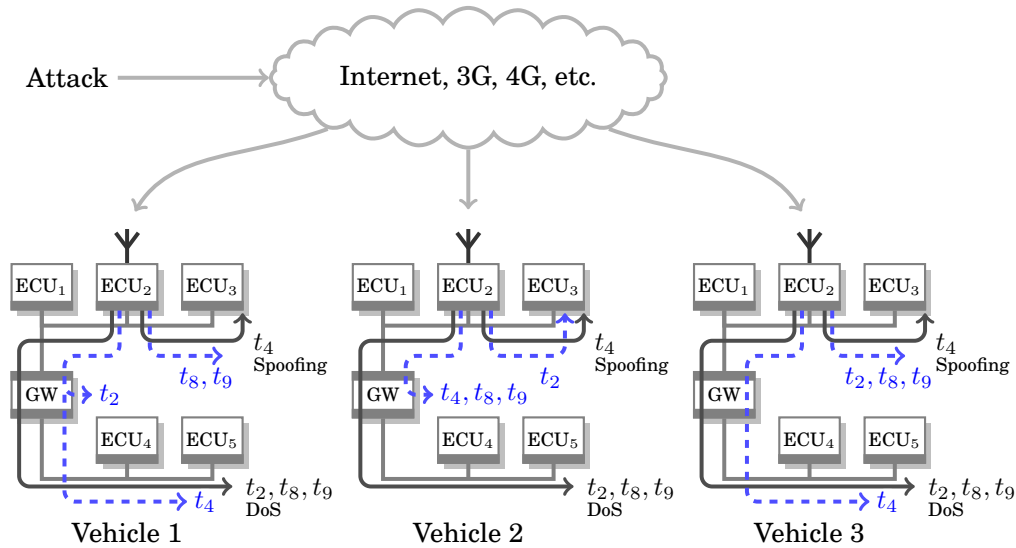 Attack
Internet, 3G, 4G, etc.
ECU₁ ECU₂ ECU₃
t₄
Spoofing
t₈, t₉
GW
t₂
ECU₄ ECU₅
t₂, t₈, t₉
DoS
t₄
Vehicle 1
ECU₁ ECU₂ ECU₃
t₄
Spoofing
t₂
GW
t₄, t₈, t₉
ECU₄ ECU₅
t₂, t₈, t₉
DoS
Vehicle 2
ECU₁ ECU₂ ECU₃
t₄
Spoofing
t₂, t₈, t₉
GW
ECU₄ ECU₅
t₂, t₈, t₉
DoS
t₄
Vehicle 3